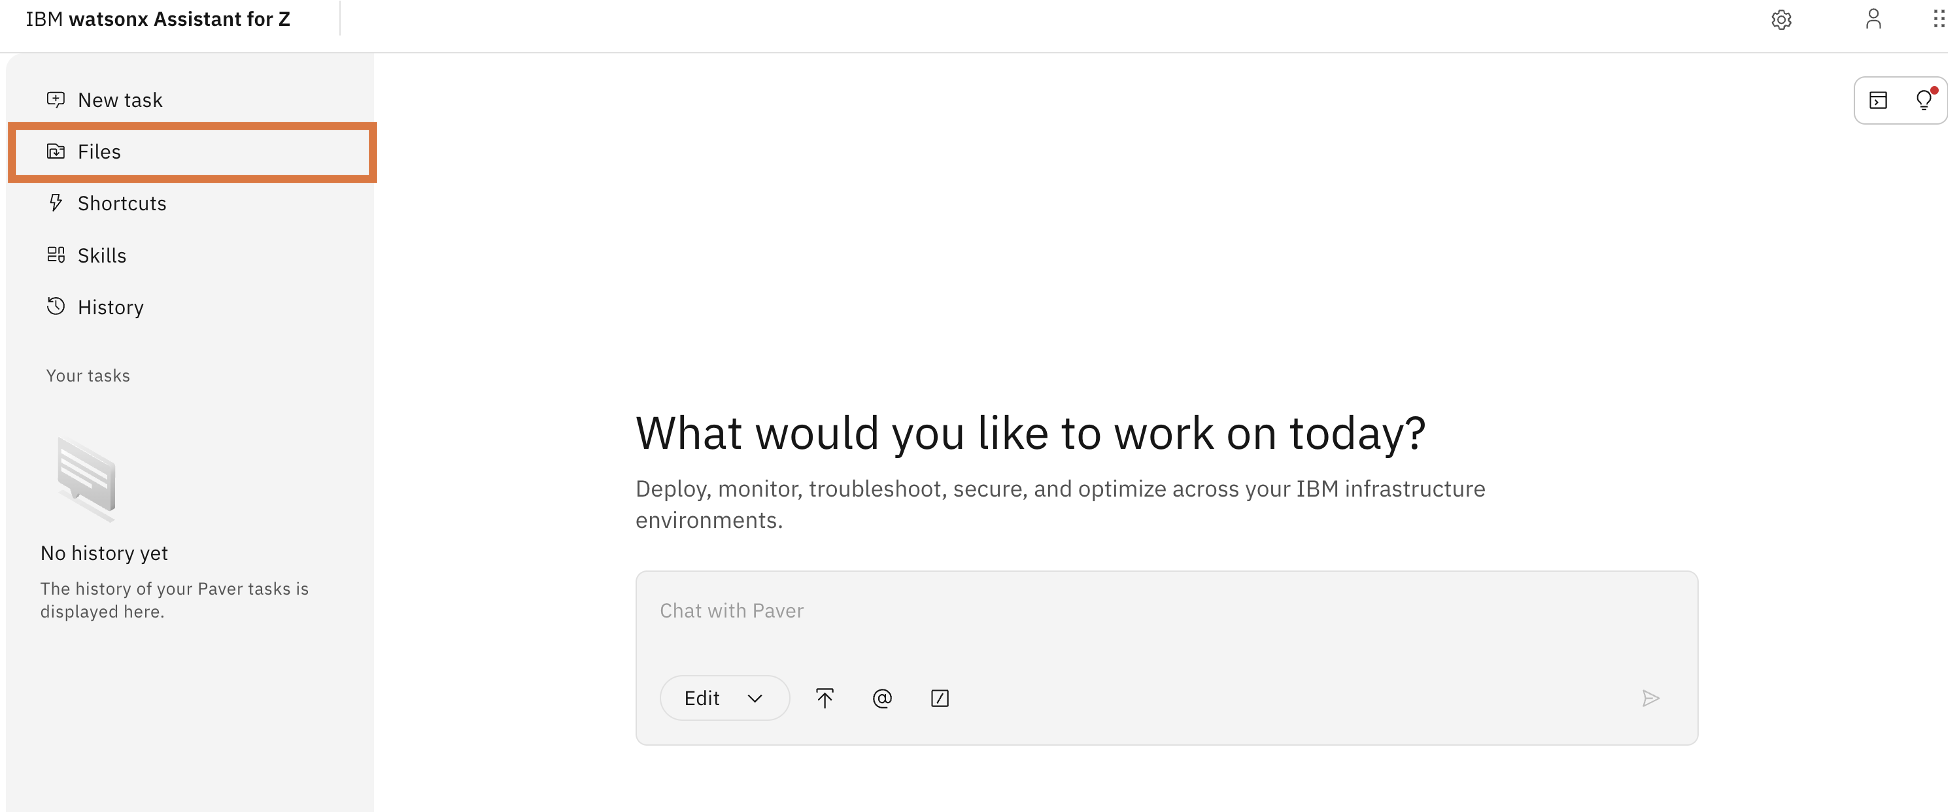 IBM watsonx Assistant for Z
New task
Files
Shortcuts
Skills
History
Your tasks
No history yet
The history of your Paver tasks is
displayed here.
What would you like to work on today?
Deploy, monitor, troubleshoot, secure, and optimize across your IBM infrastructure
environments.
Chat with Paver
Edit